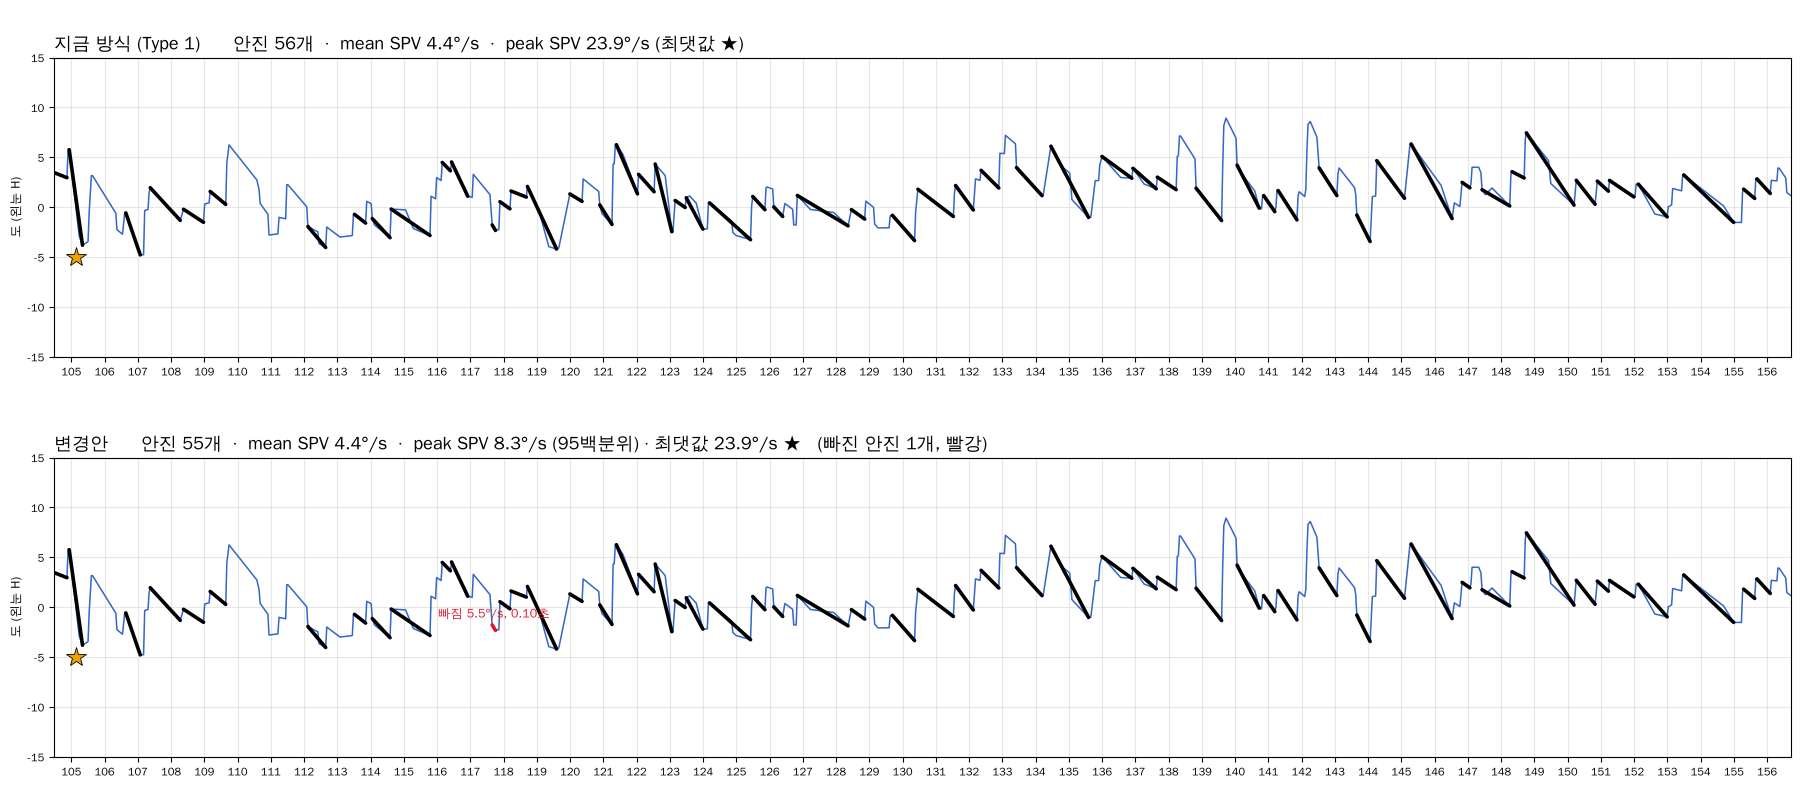 지금 방식 (Type 1)  안진 56개 · mean SPV 4.4°/s · peak SPV 23.9°/s (최댓값 ★)
도 (왼눈 H)
15
10
5
0
-5
-10
-15
105 106 107 108 109 110 111 112 113 114 115 116 117 118 119 120 121 122 123 124 125 126 127 128 129 130 131 132 133 134 135 136 137 138 139 140 141 142 143 144 145 146 147 148 149 150 151 152 153 154 155 156
변경안  안진 55개 · mean SPV 4.4°/s · peak SPV 8.3°/s (95백분위) · 최댓값 23.9°/s ★ (빠진 안진 1개, 빨강)
도 (왼눈 H)
15
10
5
0
-5
-10
-15
빠짐 5.5°/s, 0.10초
105 106 107 108 109 110 111 112 113 114 115 116 117 118 119 120 121 122 123 124 125 126 127 128 129 130 131 132 133 134 135 136 137 138 139 140 141 142 143 144 145 146 147 148 149 150 151 152 153 154 155 156